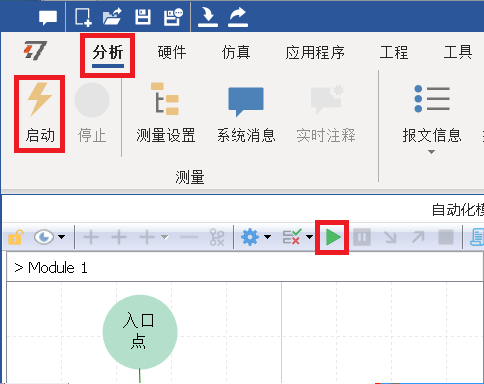 分析 硬件 仿真 应用程序 工程 工具
启动 停止 测量设置 系统消息 实时注释 报文信息
测量
自动化模
> Module 1
入口
点